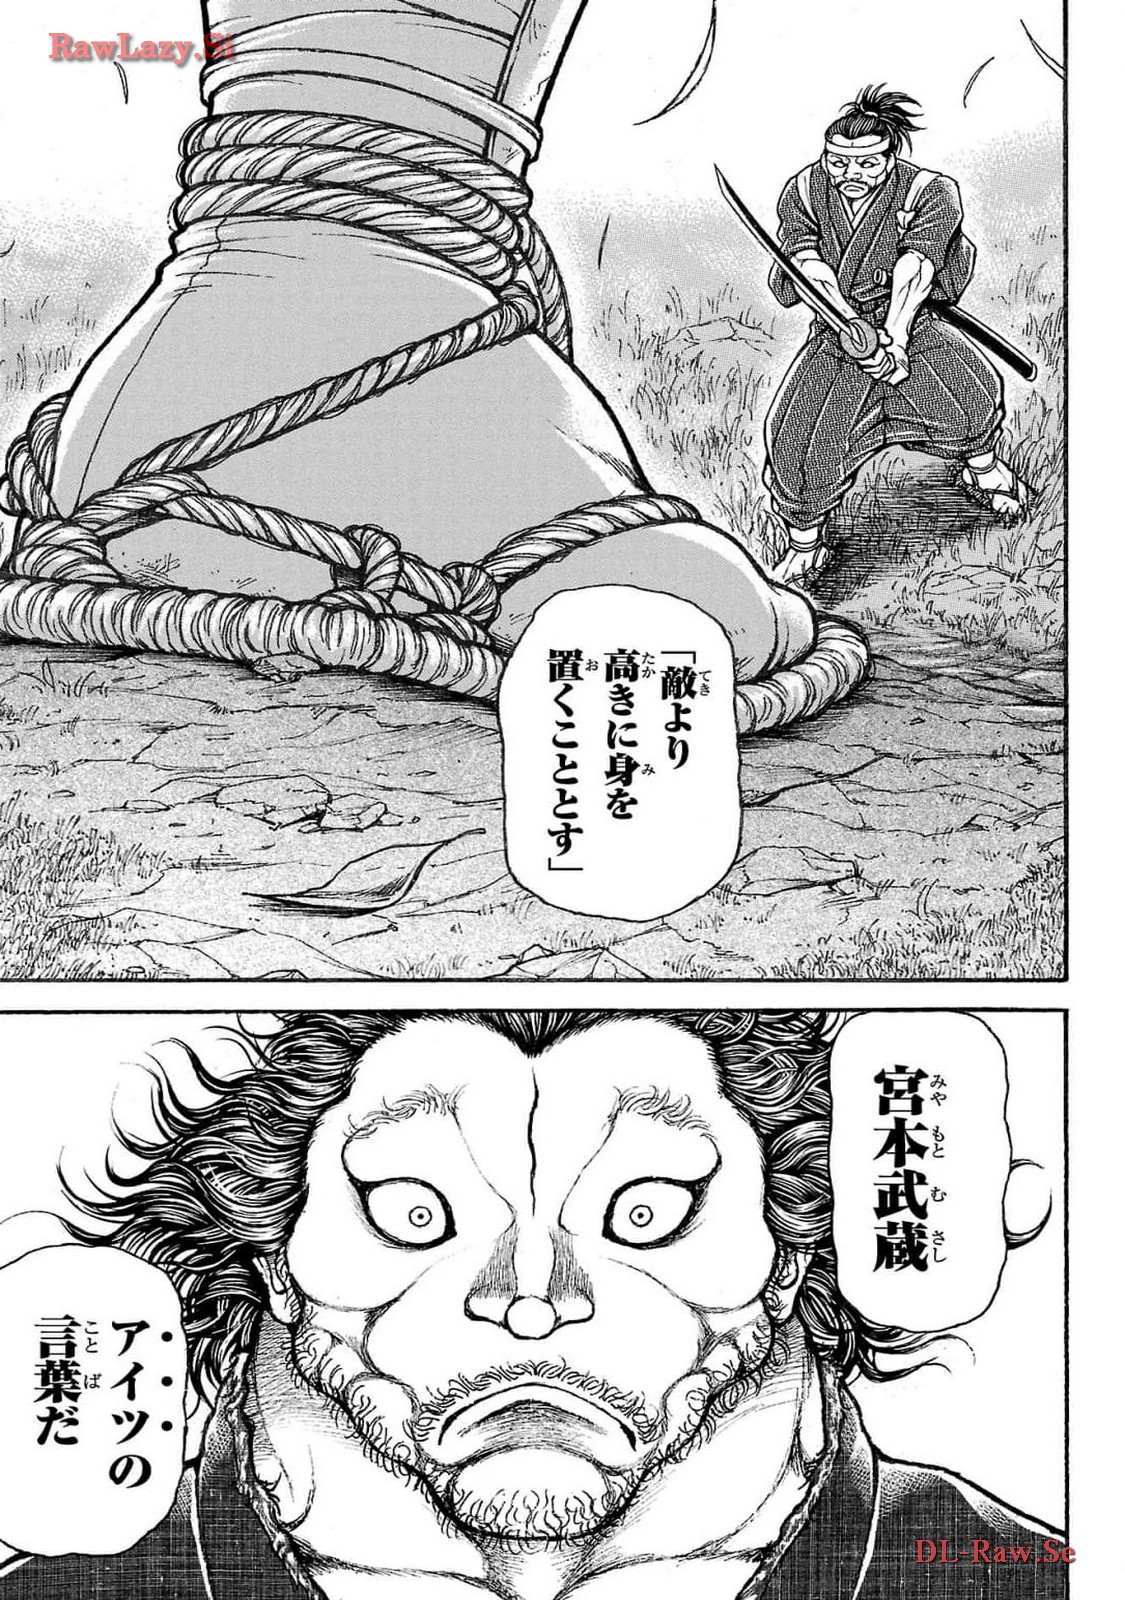 RawLazy.Si
「敵より
高きに身を
置くこととす」
宮本武蔵
アイツの
言葉だ
DL-Raw.Se